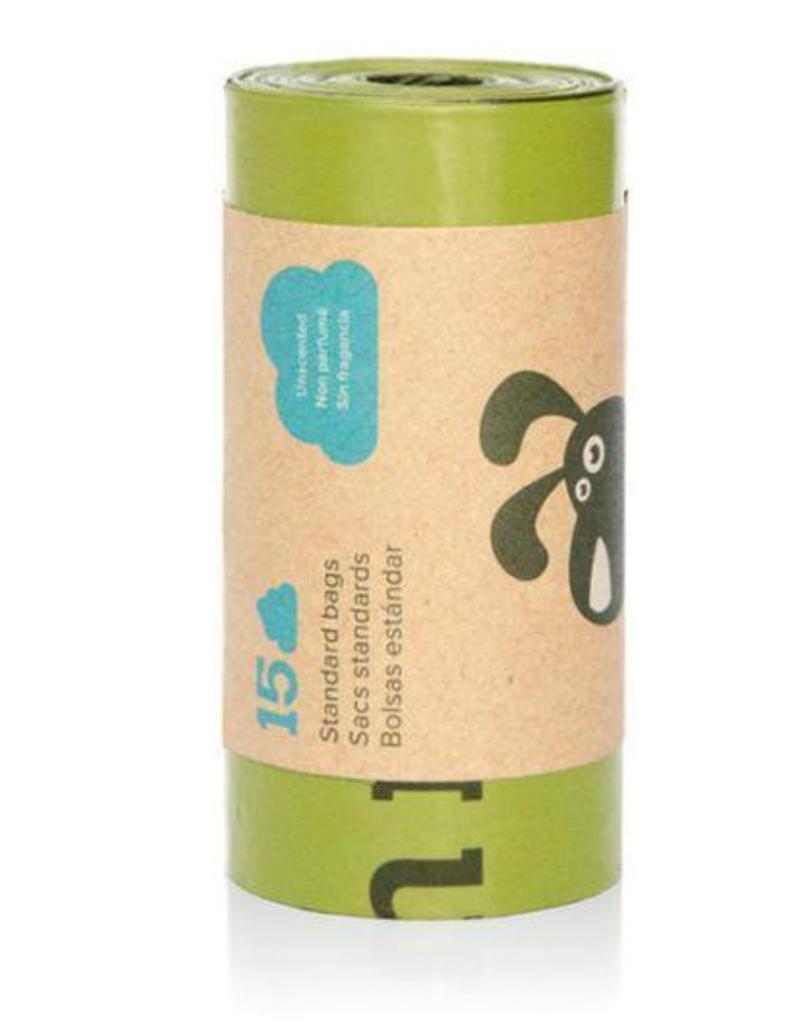 Unscented
Non parfumé
Sin fragancia
15
Standard bags
Sacs standards
Bolsas estándar